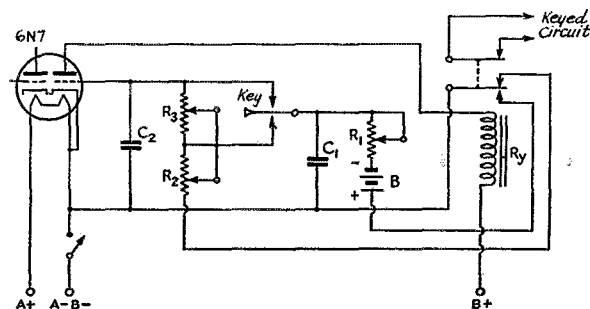 6N7
Keyed
Circuit
Key
R3
C2
R2
C1
R1
-
B
+
Ry
A+
A-B-
B+